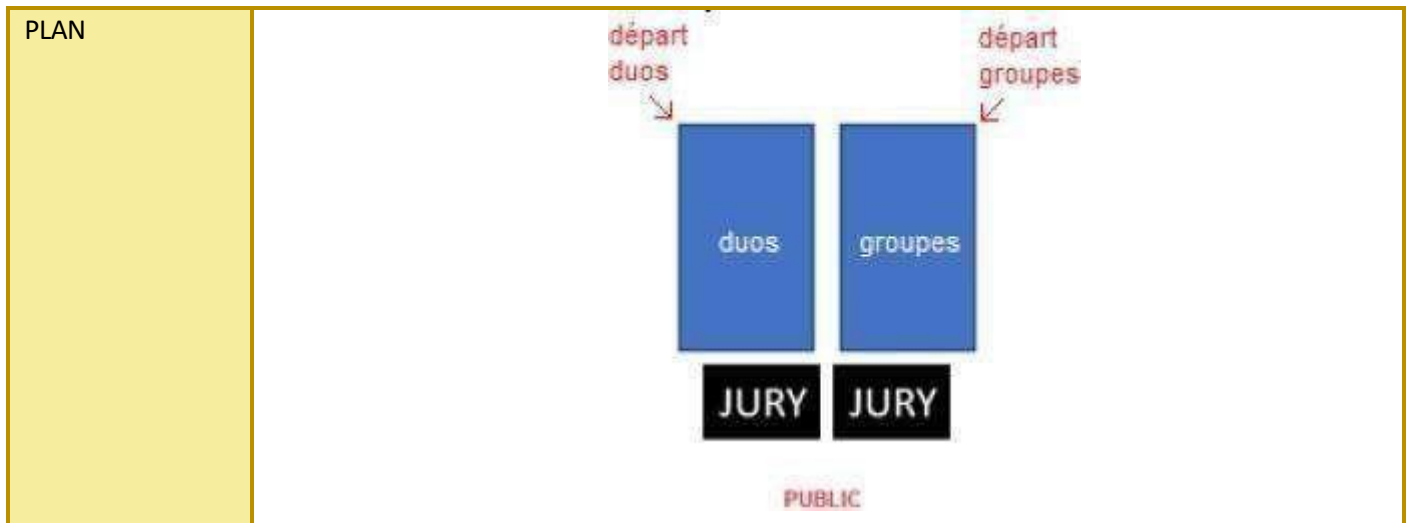 PLAN
départ
duos
départ
groupes
duos
groupes
JURY
JURY
PUBLIC